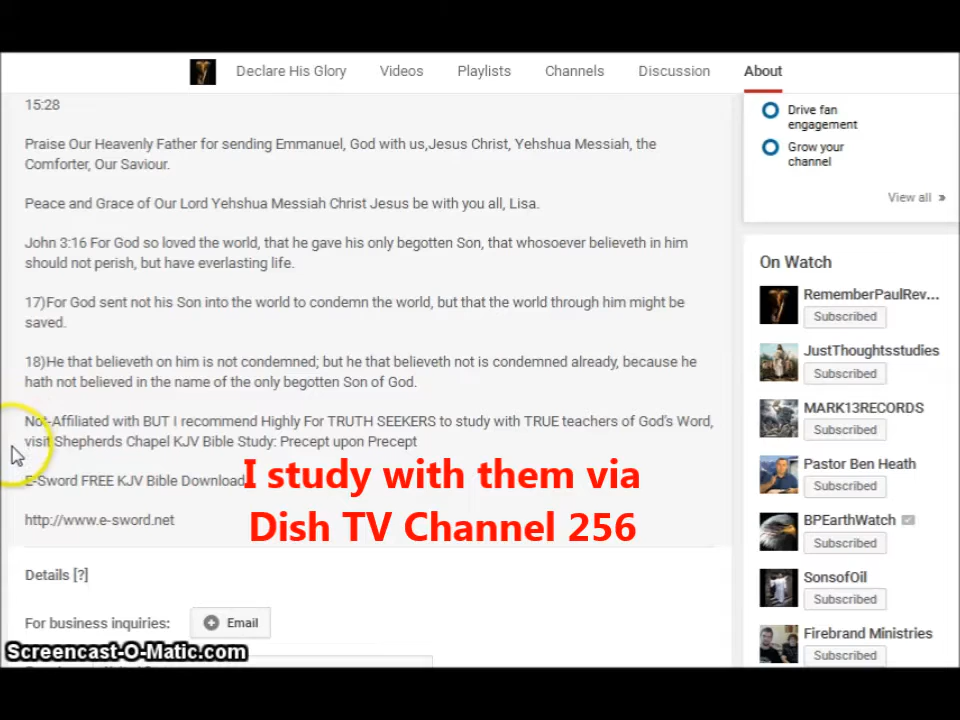 Declare His Glory Videos Playlists Channels Discussion About
15:28
Praise Our Heavenly Father for sending Emmanuel, God with us,Jesus Christ, Yehshua Messiah, the
Comforter, Our Saviour.
Peace and Grace of Our Lord Yehshua Messiah Christ Jesus be with you all, Lisa.
John 3:16 For God so loved the world, that he gave his only begotten Son, that whosoever believeth in him
should not perish, but have everlasting life.
17)For God sent not his Son into the world to condemn the world, but that the world through him might be
saved.
18)He that believeth on him is not condemned; but he that believeth not is condemned already, because he
hath not believed in the name of the only begotten Son of God.
Not-Affiliated with BUT I recommend Highly For TRUTH SEEKERS to study with TRUE teachers of God's Word,
visit Shepherds Chapel KJV Bible Study: Precept upon Precept
E-Sword FREE KJV Bible Download
http://www.e-sword.net
I study with them via
Dish TV Channel 256
Details [?]
For business inquiries: Email
Screencast-O-Matic.com
Drive fan
engagement
Grow your
channel
View all »
On Watch
RememberPaulRev...
Subscribed
JustThoughtsstudies
Subscribed
MARK13RECORDS
Subscribed
Pastor Ben Heath
Subscribed
BPEarthWatch
Subscribed
SonsofOil
Subscribed
Firebrand Ministries
Subscribed